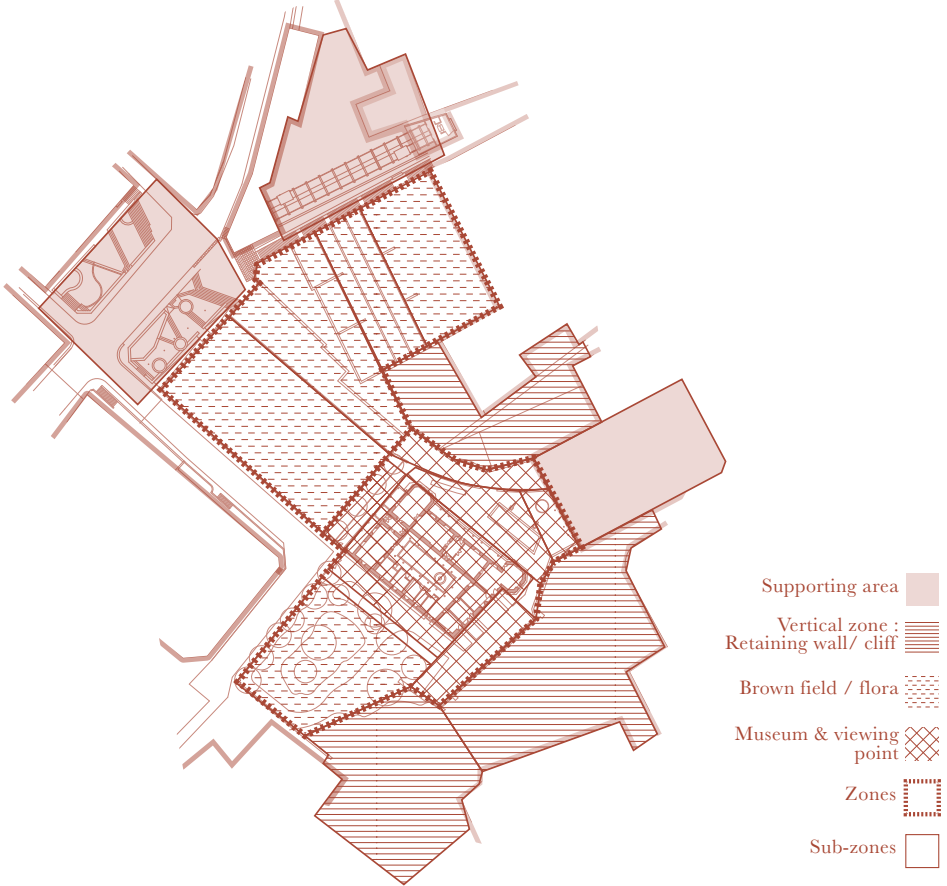 Supporting area
Vertical zone :
Retaining wall/ cliff
Brown field / flora
Museum & viewing
point
Zones
Sub-zones